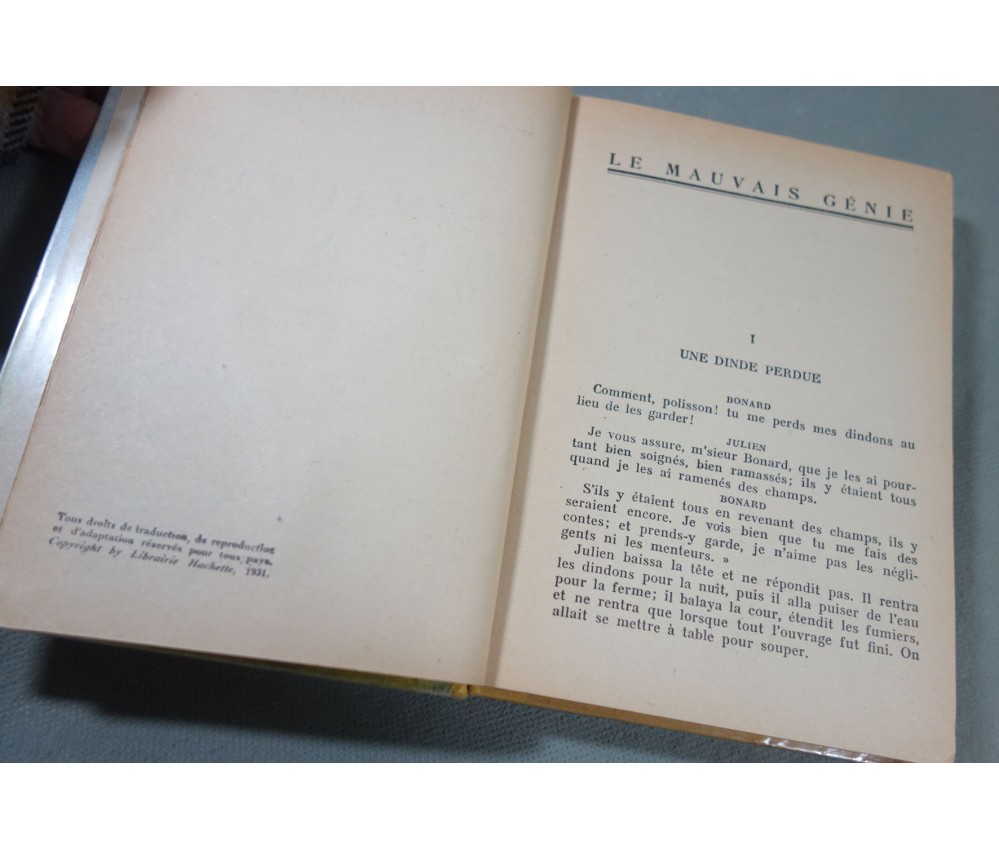 Tous droits de traduction, de reproduction
et d'adaptation réservés pour tous pays.
Copyright by Librairie Hachette, 1931.
LE MAUVAIS GÉNIE
I
UNE DINDE PERDUE
BONARD
Comment, polisson! tu me perds mes dindons au
lieu de les garder!
JULIEN
Je vous assure, m'sieur Bonard, que je les ai pour-
tant bien soignés, bien ramassés; ils y étaient tous
quand je les ai ramenés des champs.
BONARD
S'ils y étaient tous en revenant des champs, ils y
seraient encore. Je vois bien que tu me fais des
contes; et prends-y garde, je n'aime pas les négli-
gents ni les menteurs. »
Julien baissa la tête et ne répondit pas. Il rentra
les dindons pour la nuit, puis il alla puiser de l'eau
pour la ferme; il balaya la cour, étendit les fumiers,
et ne rentra que lorsque tout l'ouvrage fut fini. On
allait se mettre à table pour souper.